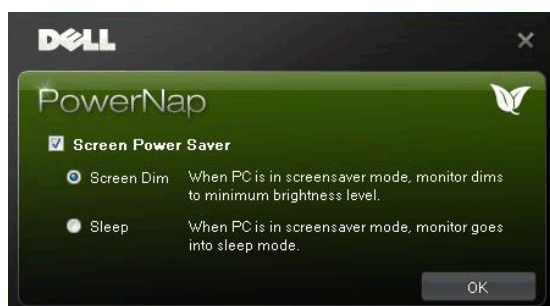 DELL
PowerNap
Screen Power Saver
Screen Dim When PC is in screensaver mode, monitor dims
to minimum brightness level.
Sleep When PC is in screensaver mode, monitor goes
into sleep mode.
OK